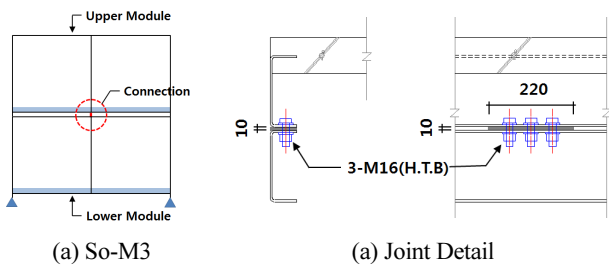 Upper Module
Connection
Lower Module
10
10
220
3-M16(H.T.B)
(a) So-M3
(a) Joint Detail